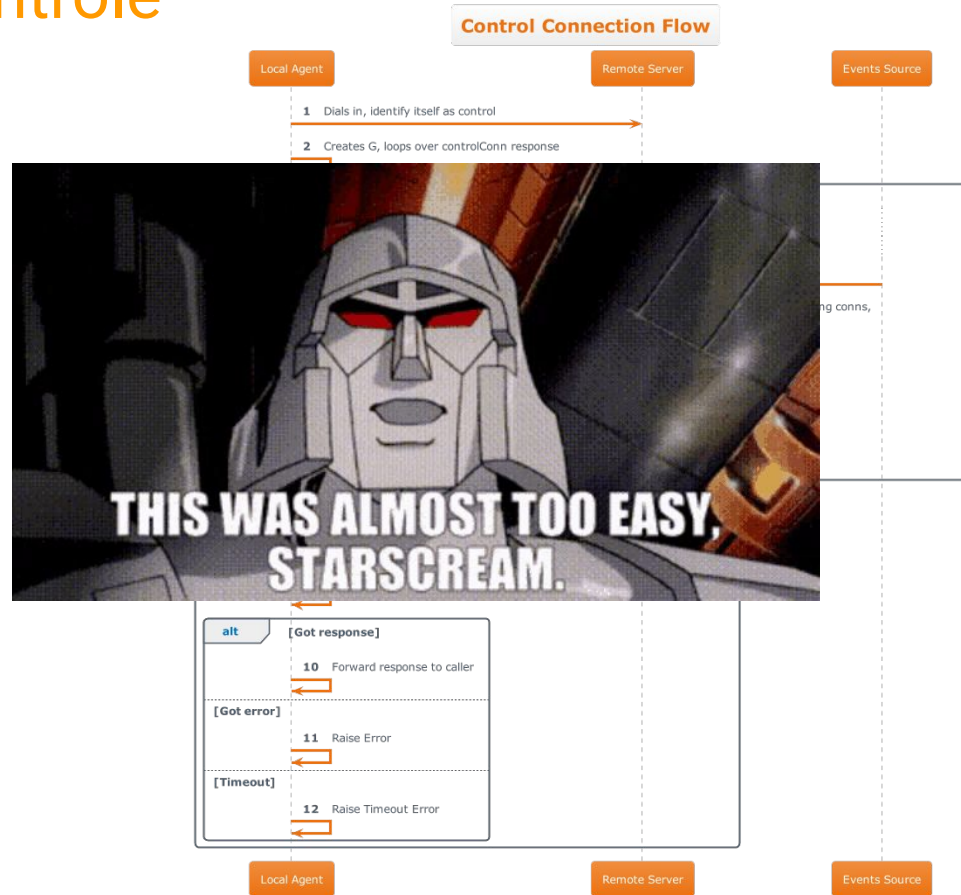 Control Connection Flow
Local Agent
Remote Server
Events Source
1 Dials in, identify itself as control
2 Creates G, loops over controlConn response
conns,
THIS WAS ALMOST TOO EASY,
STARSCREAM.
alt [Got response]
10 Forward response to caller
[Got error]
11 Raise Error
[Timeout]
12 Raise Timeout Error
Local Agent
Remote Server
Events Source